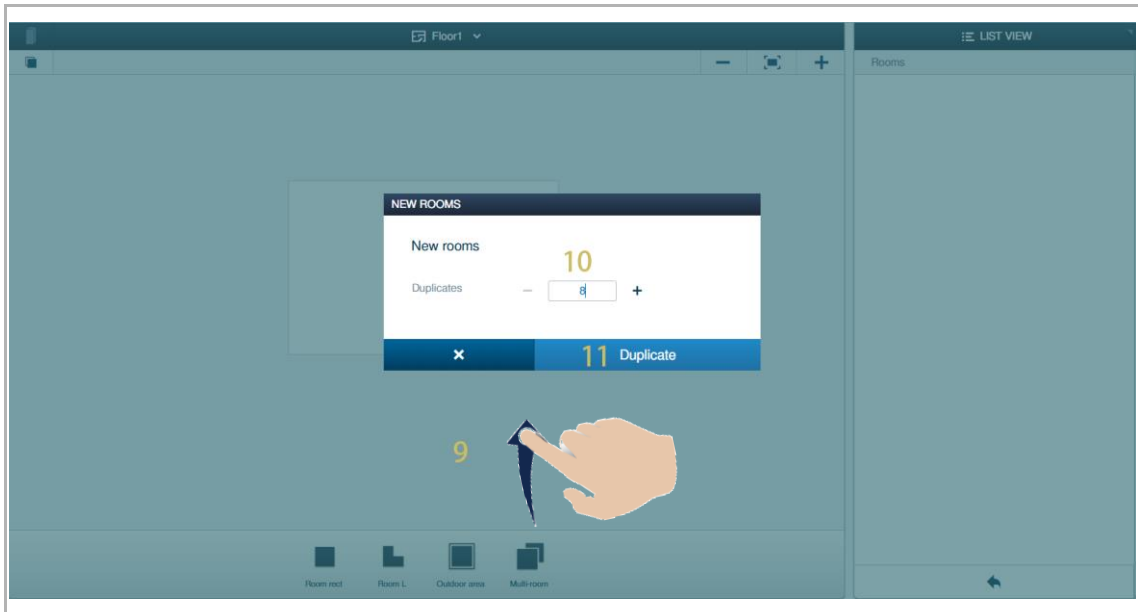 Floor1
LIST VIEW
Rooms
NEW ROOMS
New rooms
10
Duplicates
8
11 Duplicate
9
Room rect Room L Outdoor area Multi-room